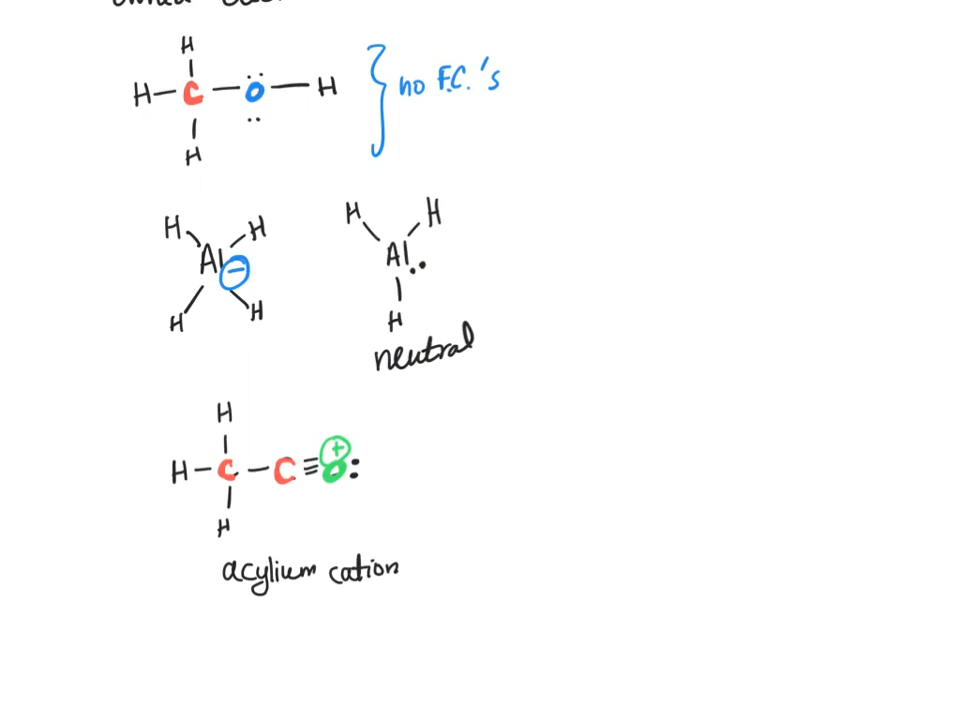 H
H–C–Ö–H } no F.C.'s
H
H H H H
Al⊖ Al:
H H H
neutral
H
H–C–C≡O⊕:
H
acylium cation